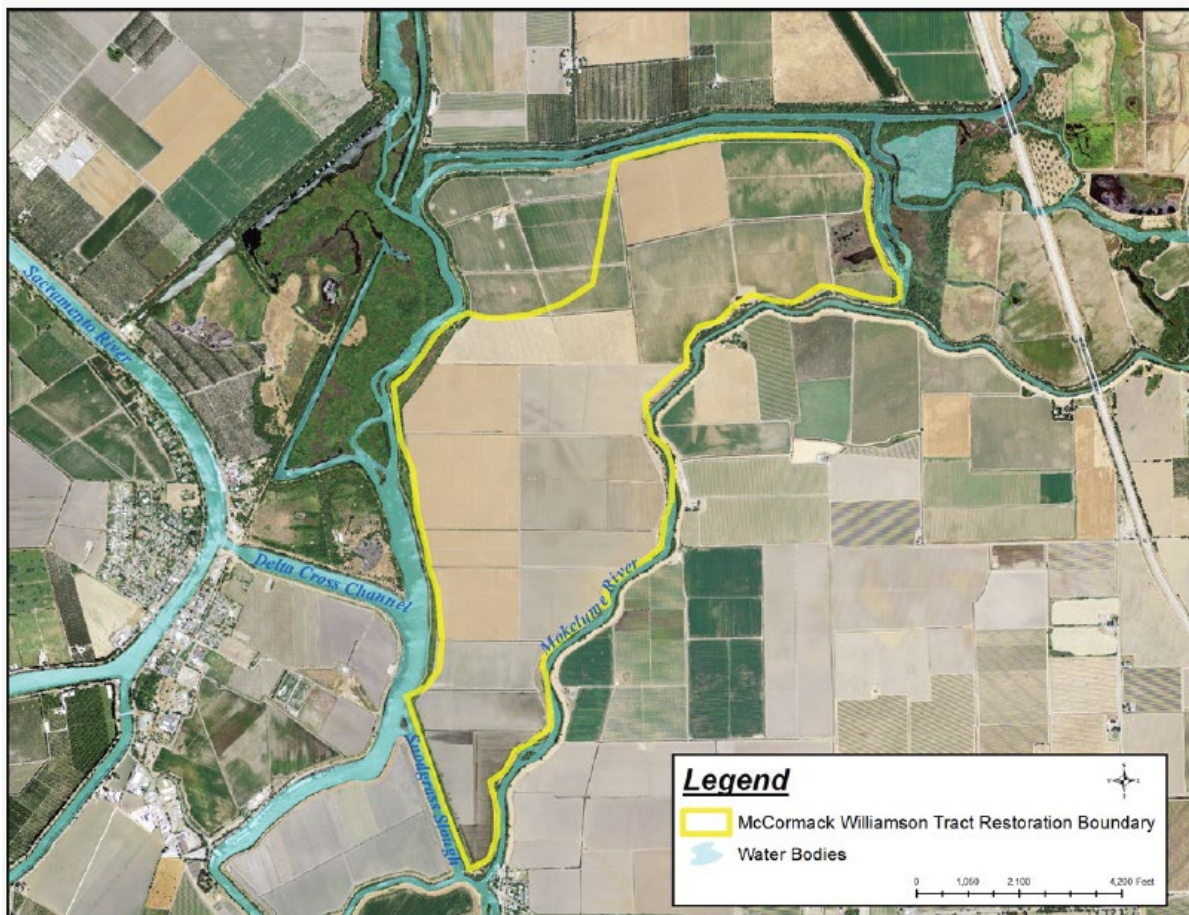 Sacramento River
Delta Cross Channel
Mokelumne River
Snodgrass Slough
Legend
McCormack Williamson Tract Restoration Boundary
Water Bodies
0 1,050 2,100 4,200 Feet